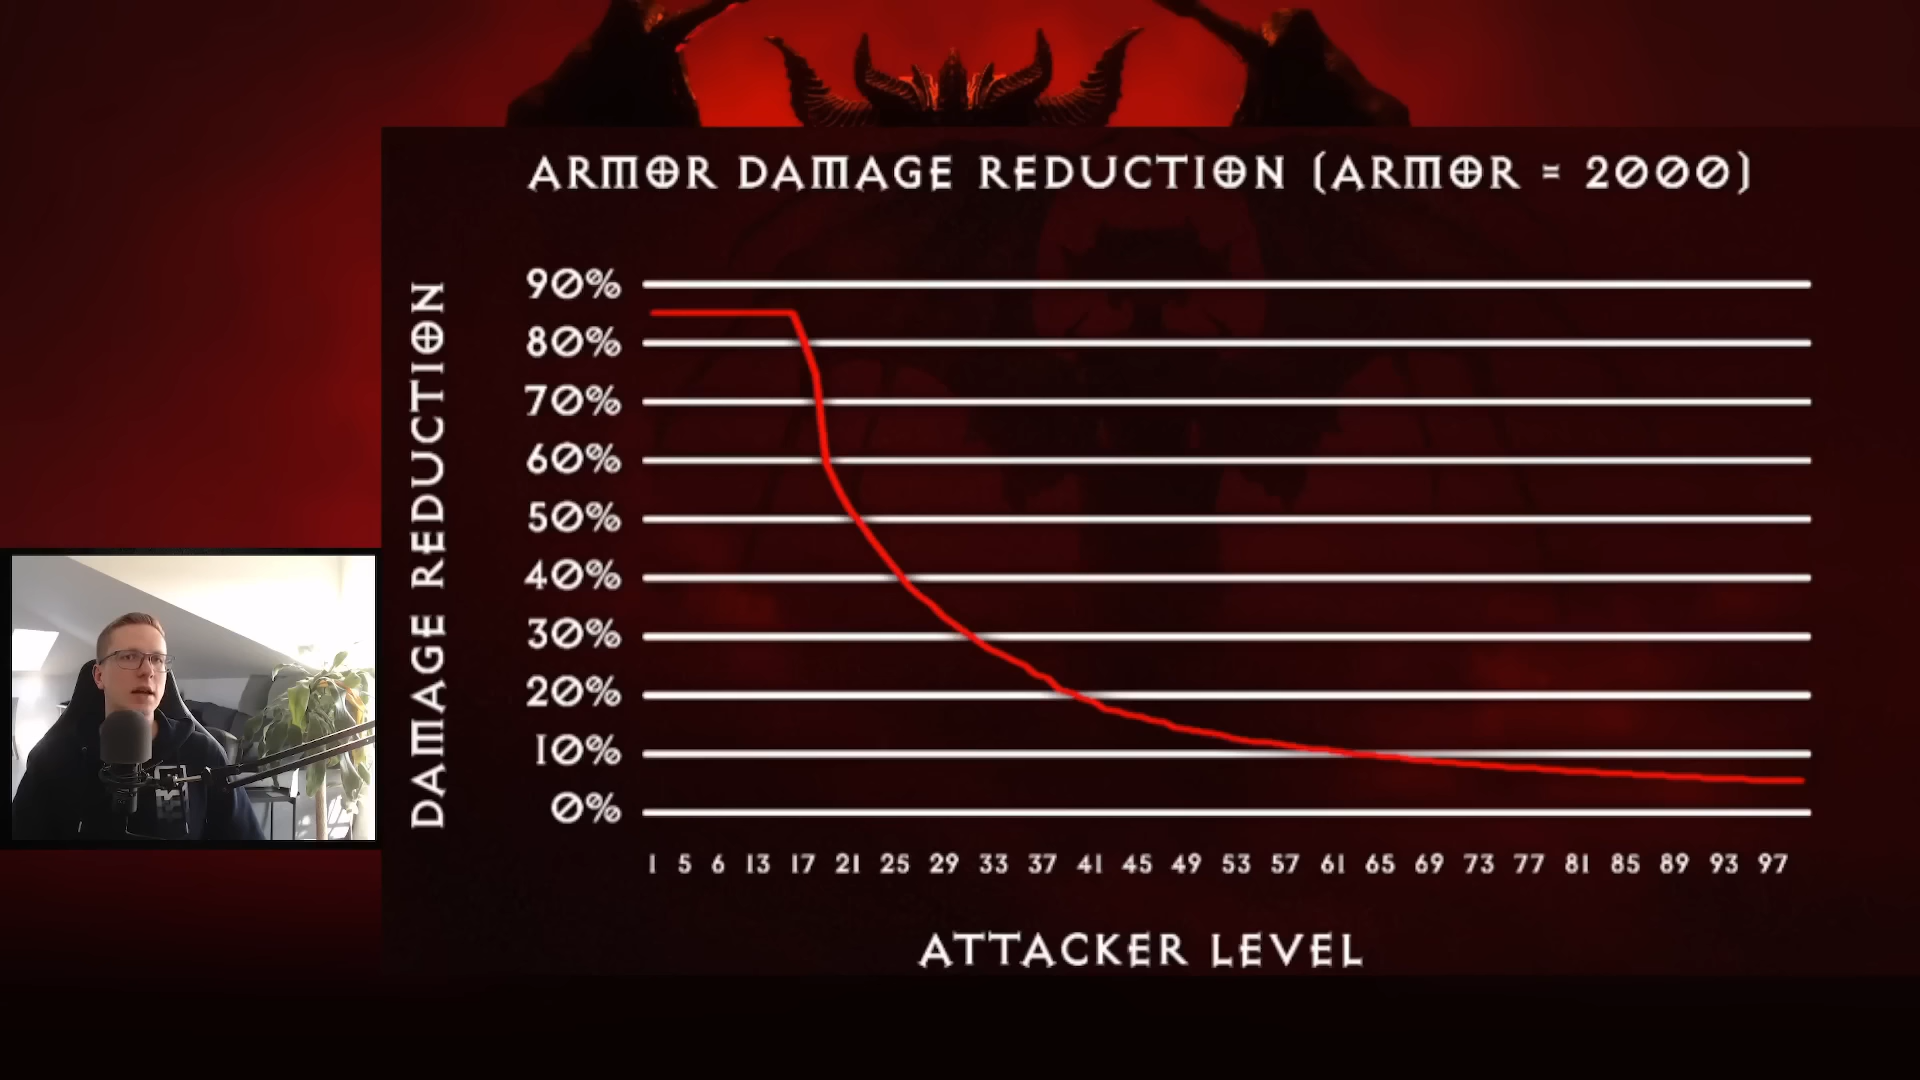 ARMOR DAMAGE REDUCTION (ARMOR = 2000)
DAMAGE REDUCTION
90%
80%
70%
60%
50%
40%
30%
20%
10%
0%
1 5 6 13 17 21 25 29 33 37 41 45 49 53 57 61 65 69 73 77 81 85 89 93 97
ATTACKER LEVEL